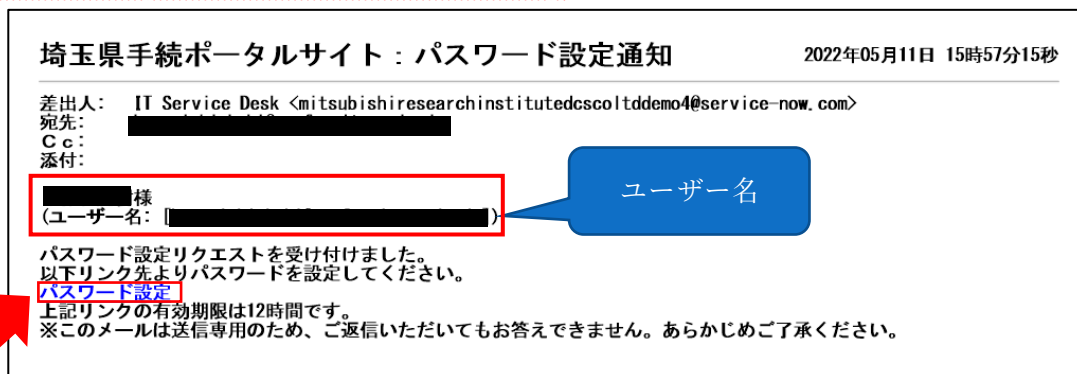 埼玉県手続ポータルサイト：パスワード設定通知
2022年05月11日 15時57分15秒
差出人： IT Service Desk <mitsubishiresearchinstitutedcscoltddemo4@service-now.com>
宛先：
Ｃｃ：
添付：
様
(ユーザー名： [])
ユーザー名
パスワード設定リクエストを受け付けました。
以下リンク先よりパスワードを設定してください。
パスワード設定
上記リンクの有効期限は12時間です。
※このメールは送信専用のため、ご返信いただいてもお答えできません。あらかじめご了承ください。